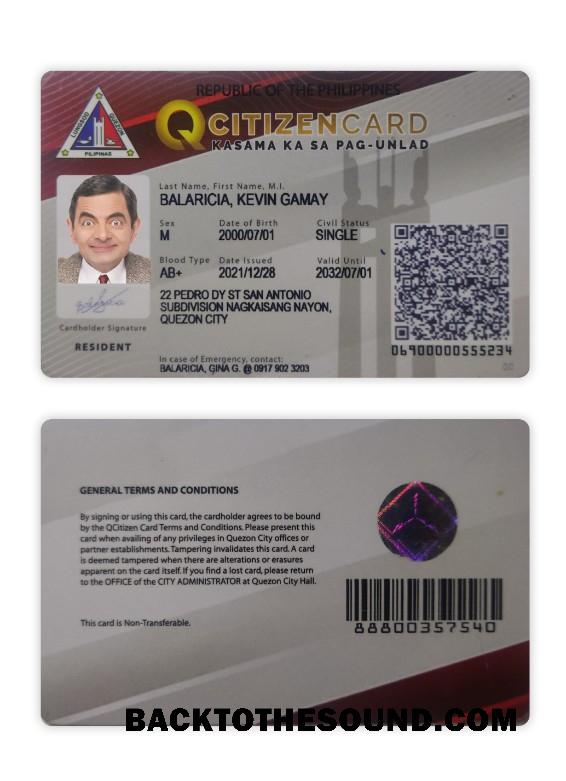 REPUBLIC OF THE PHILIPPINES
LUNGSOD QUEZON
PILIPINAS
QCITIZENCARD
KASAMA KA SA PAG-UNLAD
Last Name, First Name, M.I.
BALARICIA, KEVIN GAMAY
Sex Date of Birth Civil Status
M 2000/07/01 SINGLE
Blood Type Date Issued Valid Until
AB+ 2021/12/28 2032/07/01
22 PEDRO DY ST SAN ANTONIO
SUBDIVISION NAGKAISANG NAYON,
QUEZON CITY
Cardholder Signature
RESIDENT
06900000555234
In case of Emergency, contact:
BALARICIA, GINA G. @ 0917 902 3203
GENERAL TERMS AND CONDITIONS
By signing or using this card, the cardholder agrees to be bound
by the QCitizen Card Terms and Conditions. Please present this
card when availing of any privileges in Quezon City offices or
partner establishments. Tampering invalidates this card. A card
is deemed tampered when there are alterations or erasures
apparent on the card itself. If you find a lost card, please return
to the OFFICE of the CITY ADMINISTRATOR at Quezon City Hall.
This card is Non-Transferable.
88800357540
BACKTOTHESOUND.COM